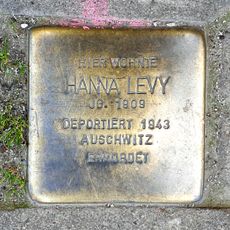 HIER WOHNTE
HANNA LEVY
JG. 1909
DEPORTIERT 1943
AUSCHWITZ
ERMORDET